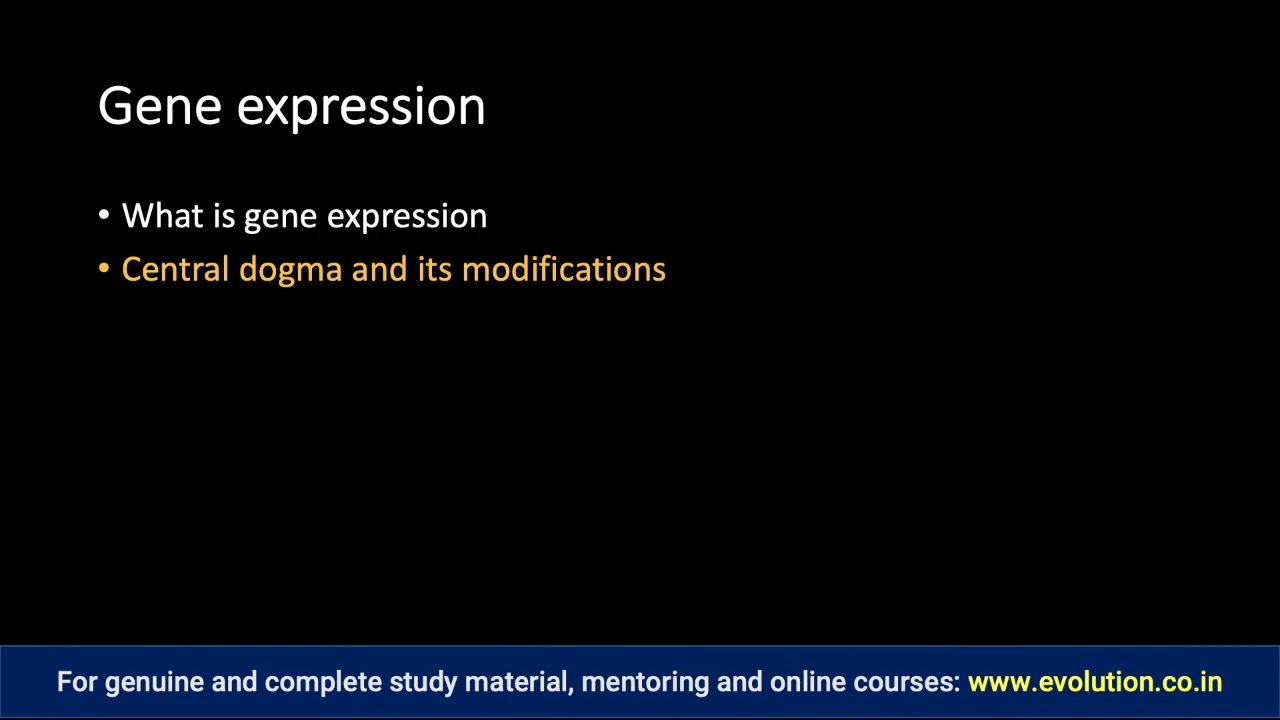 Gene expression
• What is gene expression
• Central dogma and its modifications
For genuine and complete study material, mentoring and online courses: www.evolution.co.in